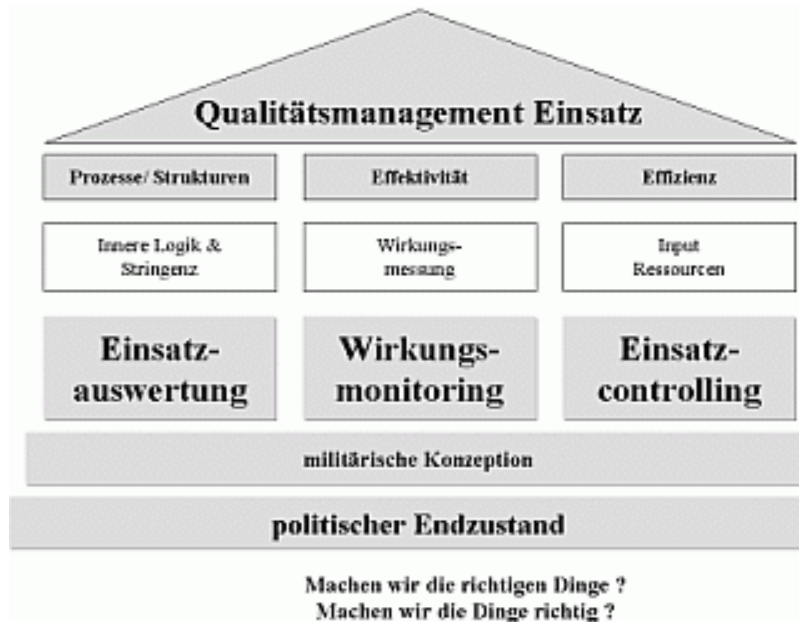 Qualitätsmanagement Einsatz
Prozesse/ Strukturen
Effektivität
Effizienz
Innere Logik &
Stringenz
Wirkungs-
messung
Input
Ressourcen
Einsatz-
auswertung
Wirkungs-
monitoring
Einsatz-
controlling
militärische Konzeption
politischer Endzustand
Machen wir die richtigen Dinge ?
Machen wir die Dinge richtig ?